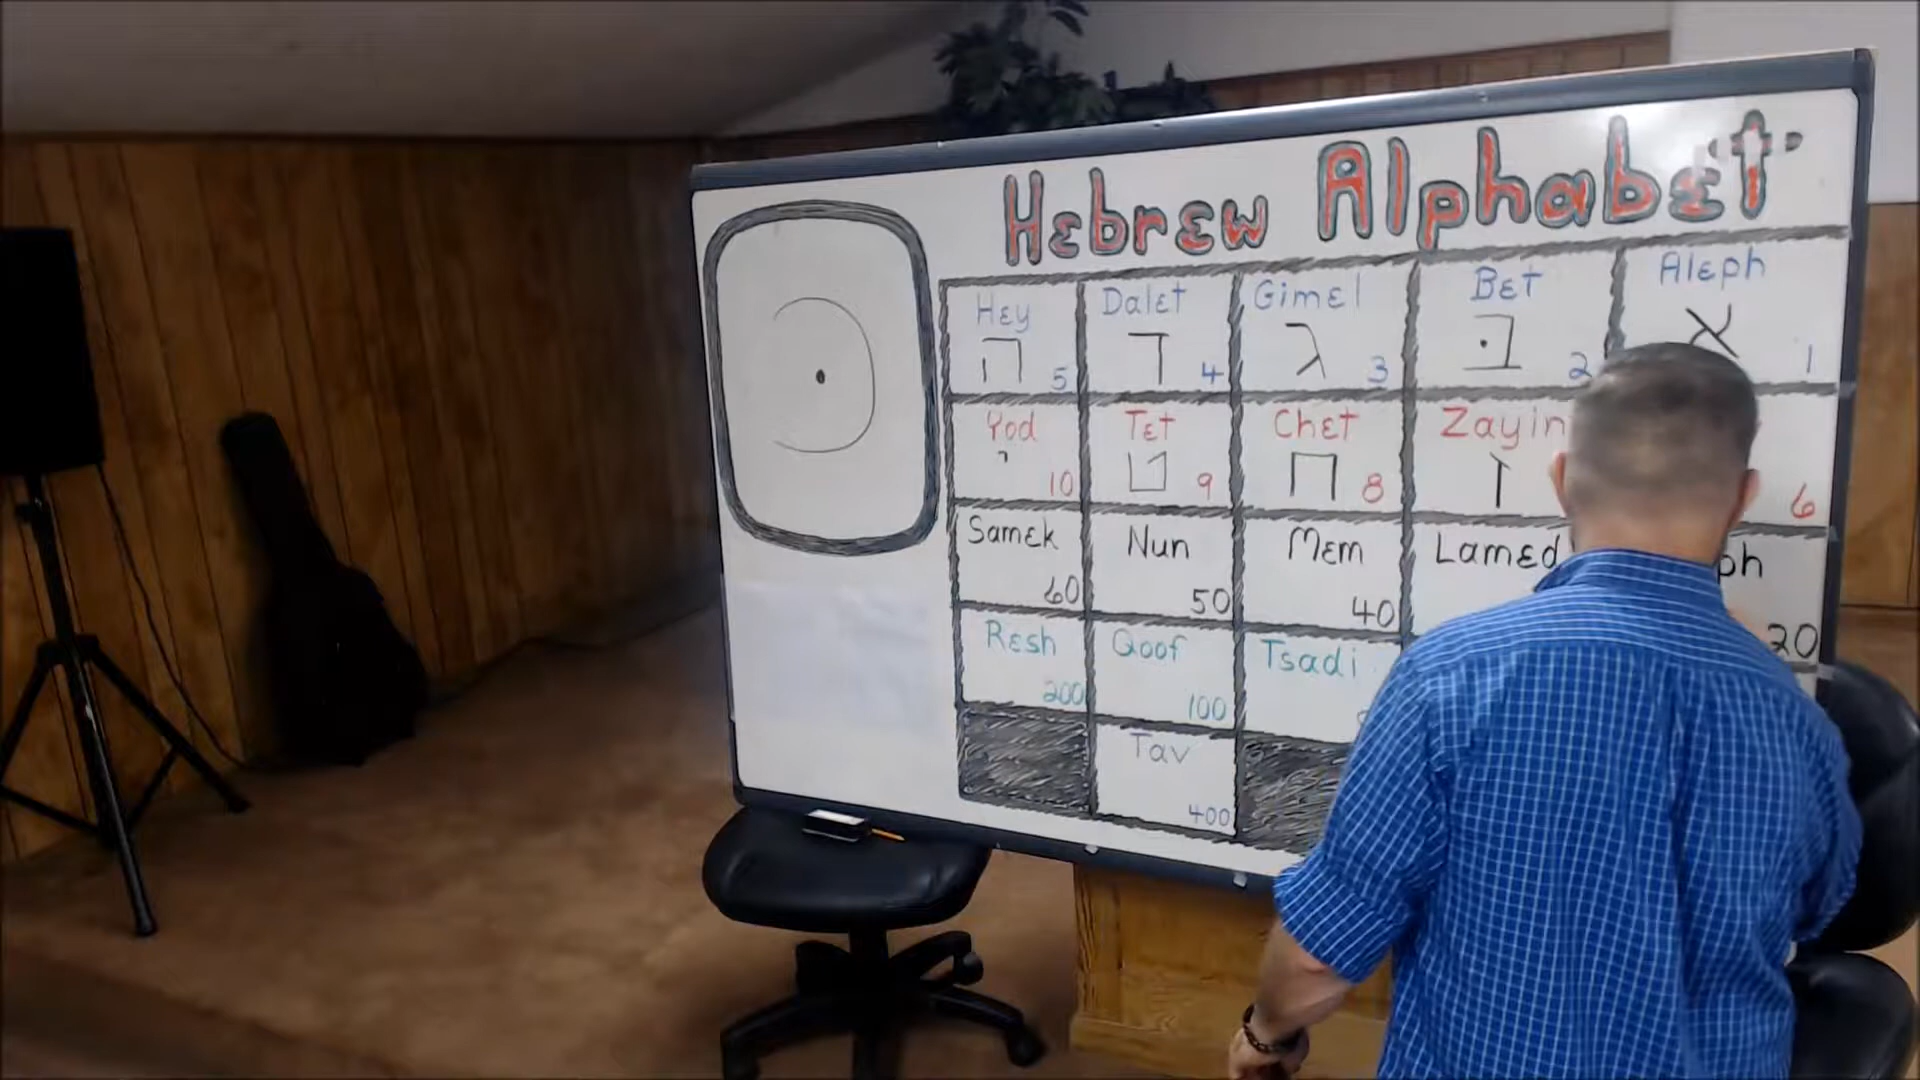 Hebrew Alphabet
Hey Dalet Gimel Bet Aleph
ה 5 ד 4 ג 3 בּ 2 א 1
Yod Tet Chet Zayin
י 10 ט 9 ח 8 ז 6
Samek Nun Mem Lamed
60 50 40 20
Resh Qoof Tsadi
200 100
Tav
400